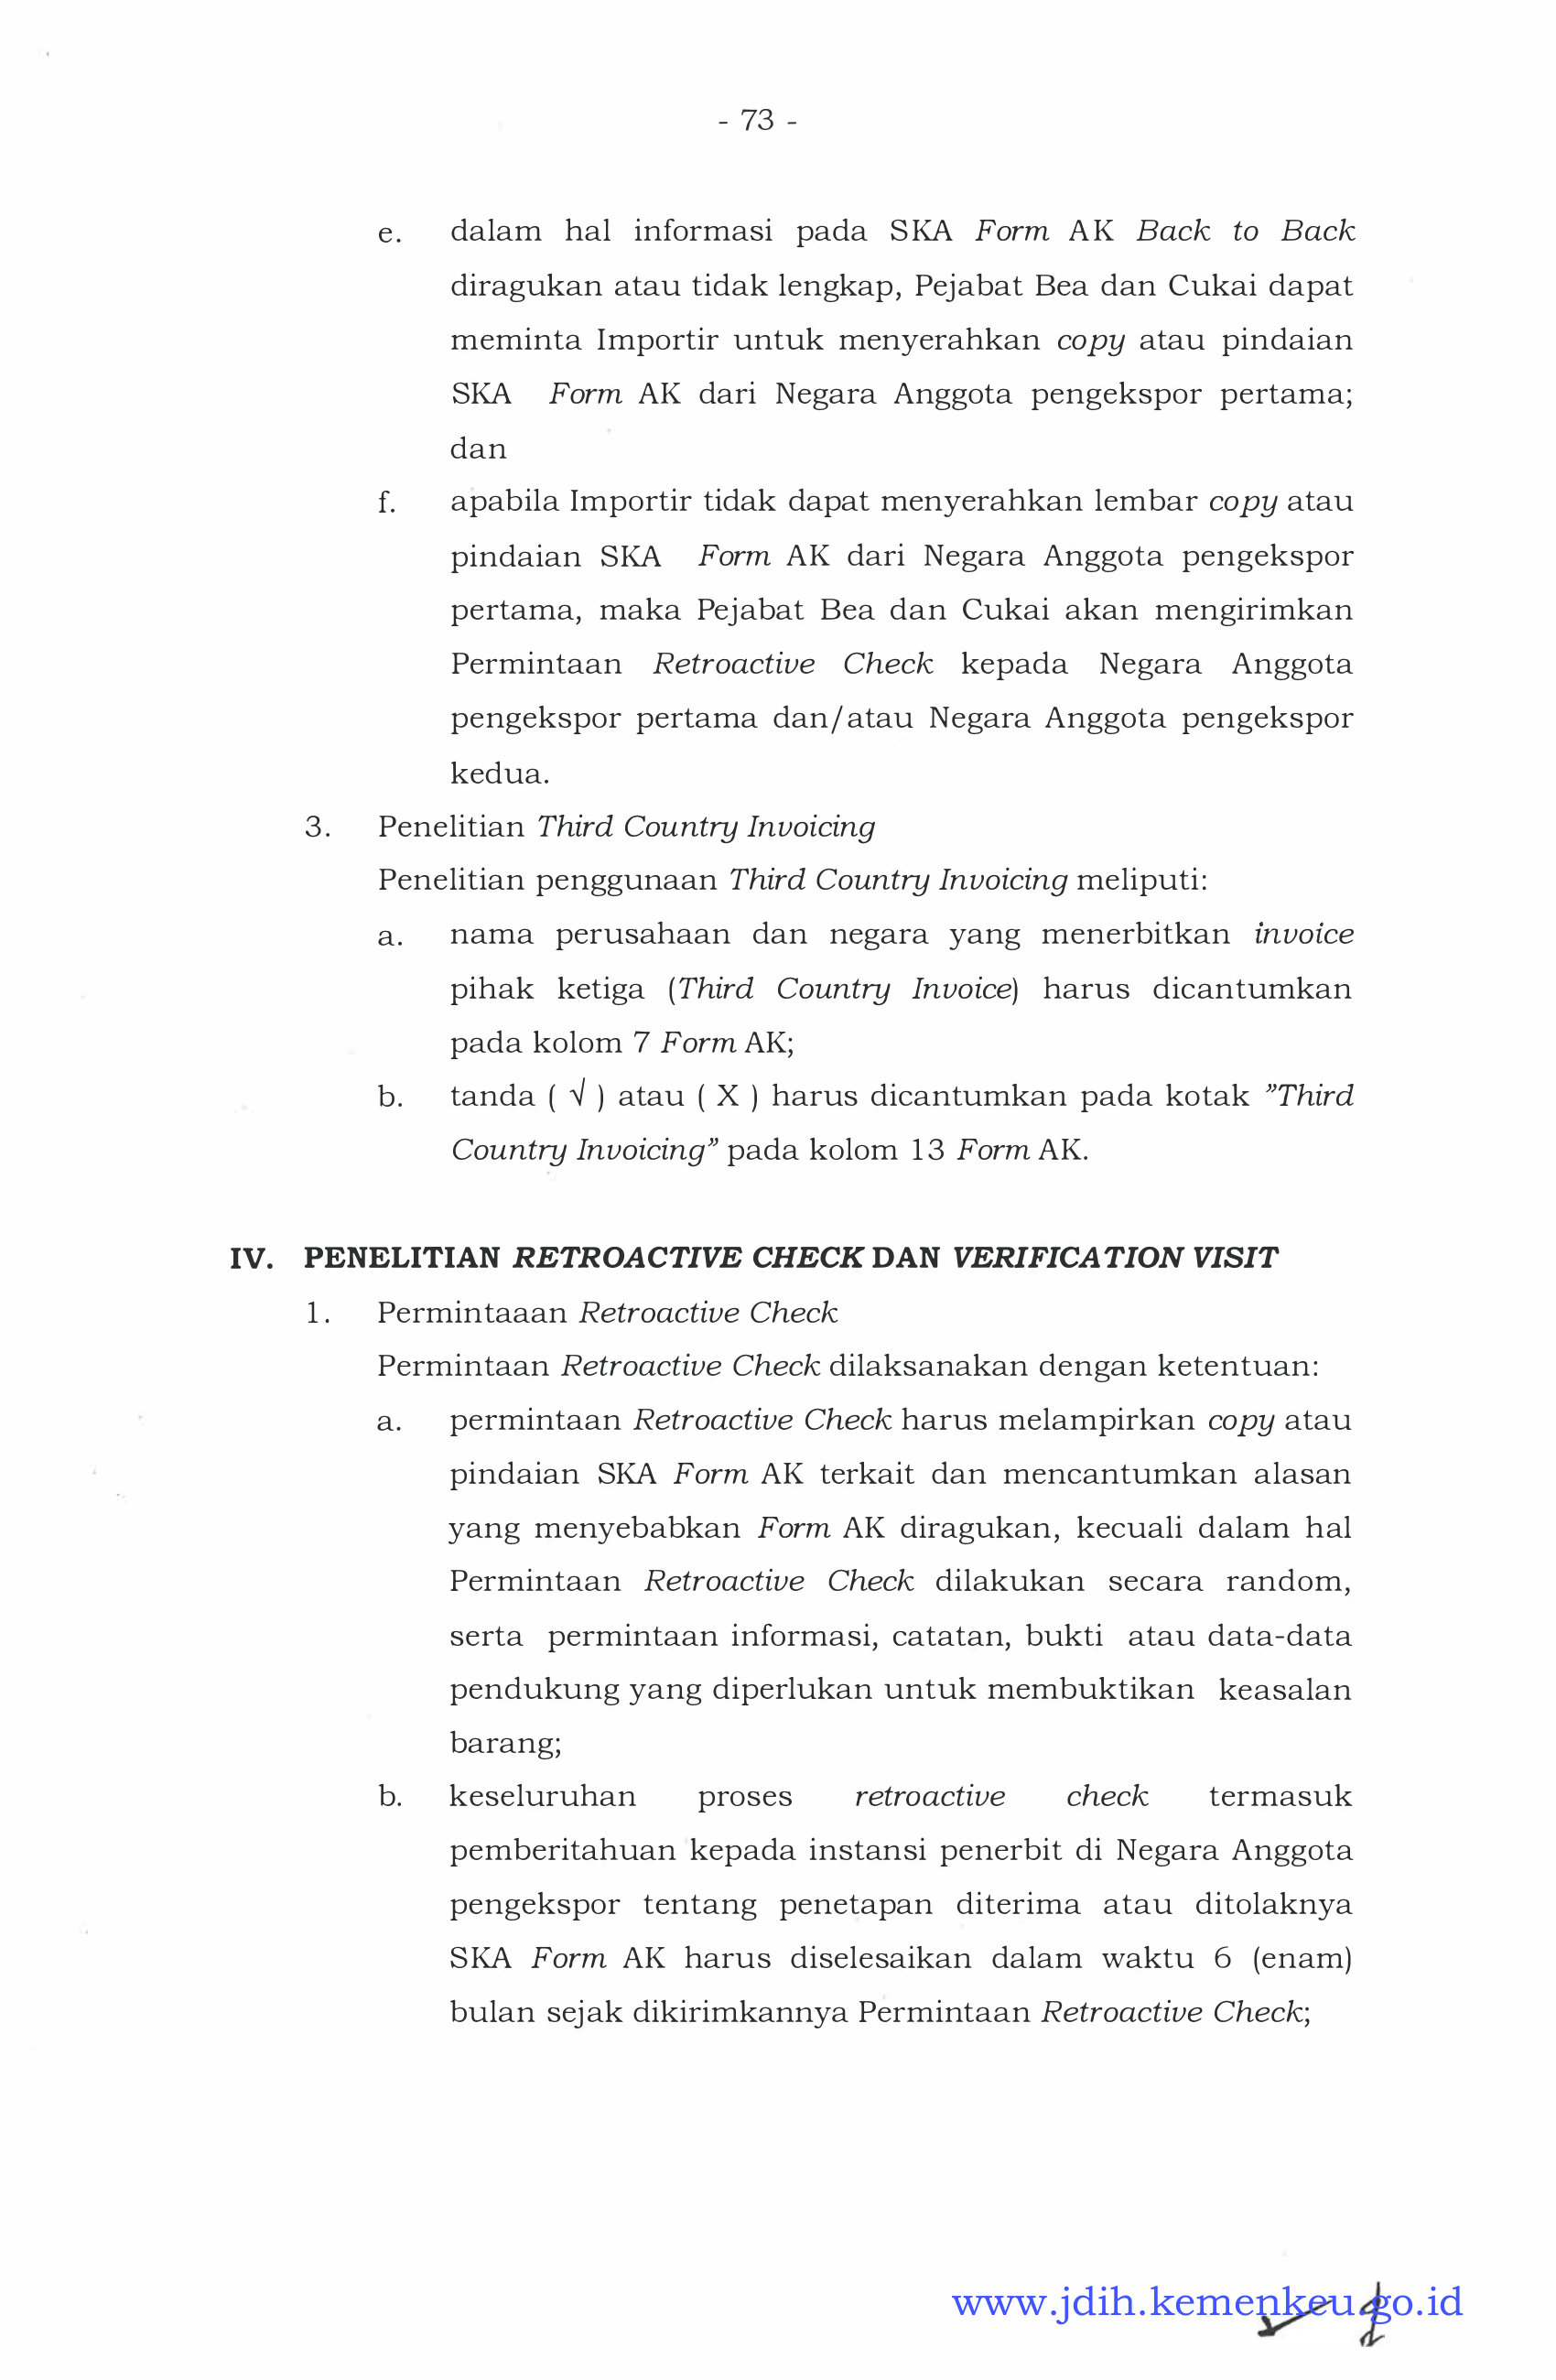 - 73 -
e. dalam hal informasi pada SKA Form AK Back to Back
diragukan atau tidak lengkap, Pejabat Bea dan Cukai dapat
meminta Importir untuk menyerahkan copy atau pindaian
SKA Form AK dari Negara Anggota pengekspor pertama;
dan
f. apabila Importir tidak dapat menyerahkan lembar copy atau
pindaian SKA Form AK dari Negara Anggota pengekspor
pertama, maka Pejabat Bea dan Cukai akan mengirimkan
Permintaan Retroactive Check kepada Negara Anggota
pengekspor pertama dan/atau Negara Anggota pengekspor
kedua.
3. Penelitian Third Country Invoicing
Penelitian penggunaan Third Country Invoicing meliputi:
a. nama perusahaan dan negara yang menerbitkan invoice
pihak ketiga (Third Country Invoice) harus dicantumkan
pada kolom 7 Form AK;
b. tanda ( √ ) atau ( X ) harus dicantumkan pada kotak ”Third
Country Invoicing” pada kolom 13 Form AK.
IV. PENELITIAN RETROACTIVE CHECK DAN VERIFICATION VISIT
1. Permintaaan Retroactive Check
Permintaan Retroactive Check dilaksanakan dengan ketentuan:
a. permintaan Retroactive Check harus melampirkan copy atau
pindaian SKA Form AK terkait dan mencantumkan alasan
yang menyebabkan Form AK diragukan, kecuali dalam hal
Permintaan Retroactive Check dilakukan secara random,
serta permintaan informasi, catatan, bukti atau data-data
pendukung yang diperlukan untuk membuktikan keasalan
barang;
b. keseluruhan proses retroactive check termasuk
pemberitahuan kepada instansi penerbit di Negara Anggota
pengekspor tentang penetapan diterima atau ditolaknya
SKA Form AK harus diselesaikan dalam waktu 6 (enam)
bulan sejak dikirimkannya Permintaan Retroactive Check;
www.jdih.kemenkeu.go.id